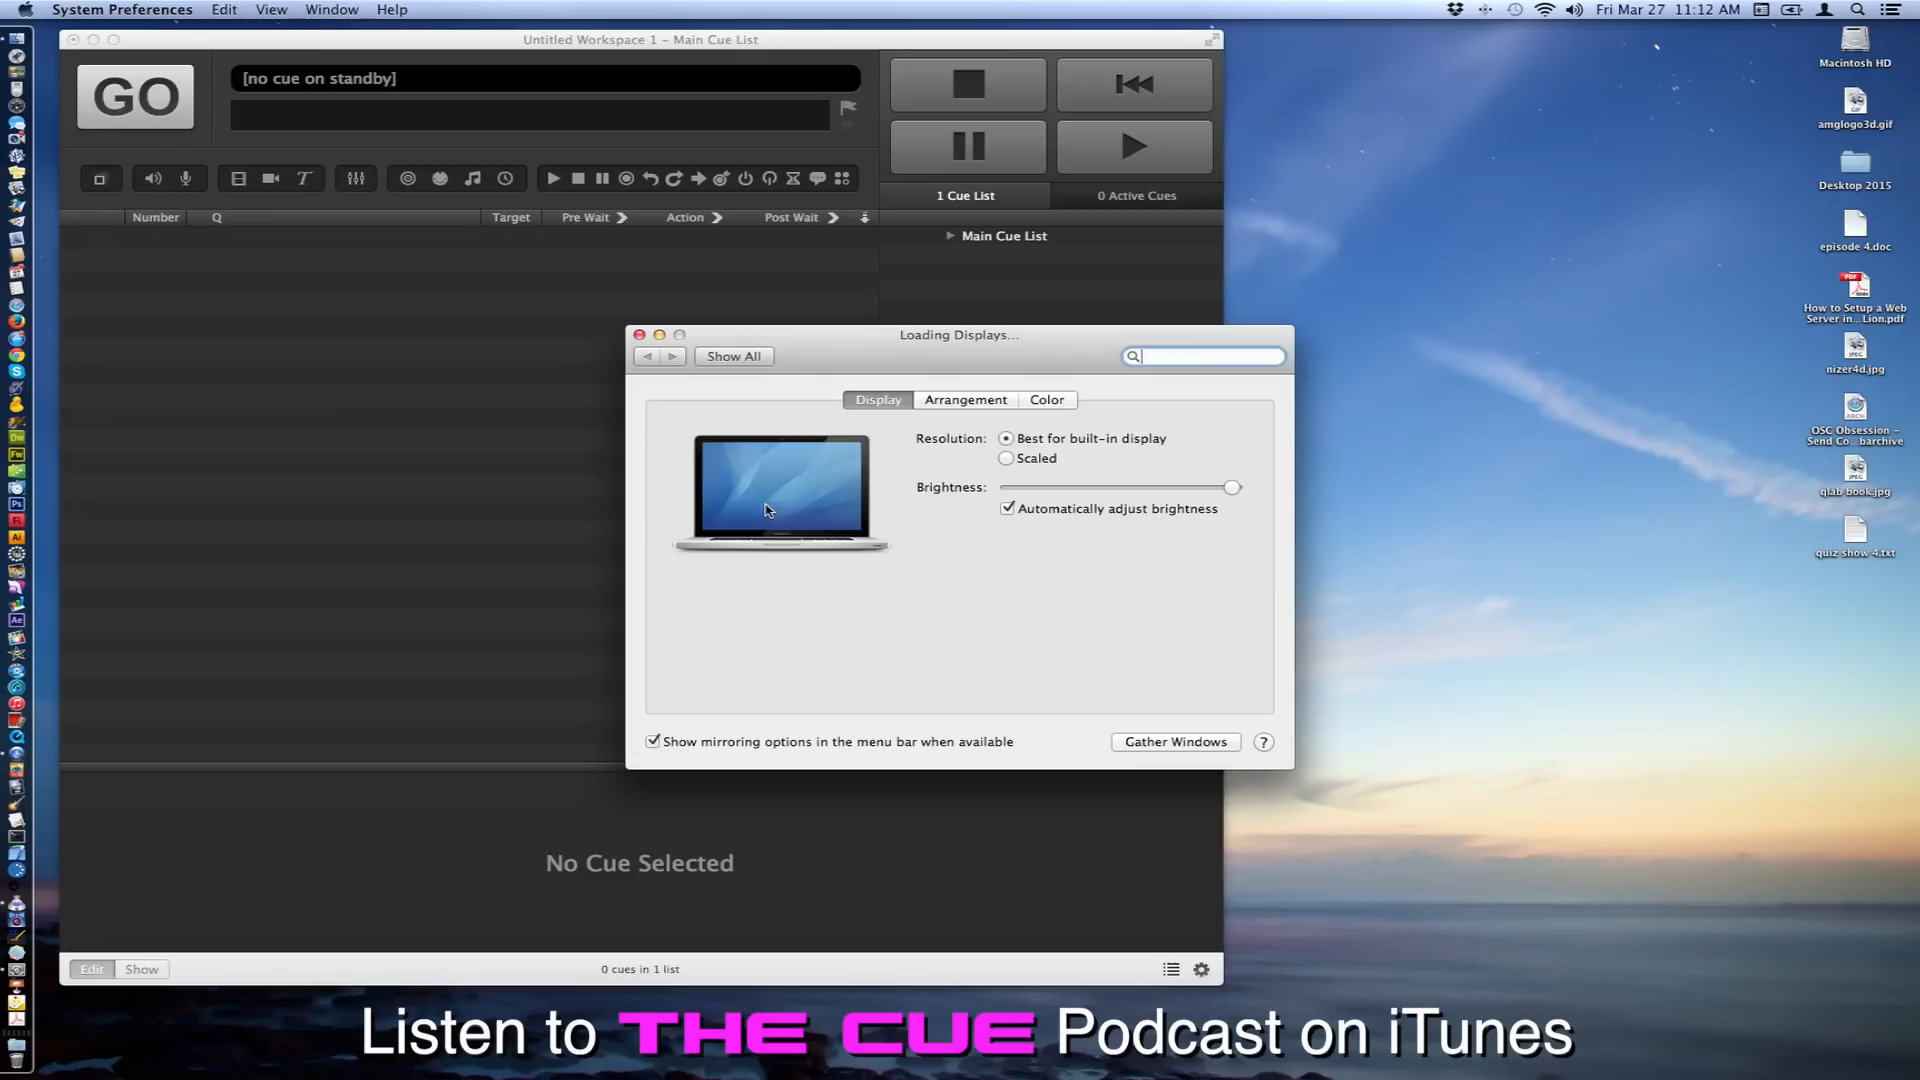 System Preferences Edit View Window Help
Fri Mar 27 11:12 AM
Untitled Workspace 1 – Main Cue List
GO
[no cue on standby]
1 Cue List
0 Active Cues
Number Q Target Pre Wait Action Post Wait
Main Cue List
Loading Displays...
Show All
Display Arrangement Color
Resolution: Best for built-in display
Scaled
Brightness:
Automatically adjust brightness
Show mirroring options in the menu bar when available
Gather Windows
?
No Cue Selected
Edit Show
0 cues in 1 list
Macintosh HD
amglogo3d.gif
Desktop 2015
episode 4.doc
How to Setup a Web
Server in...Lion.pdf
nizer4d.jpg
OSC Obsession –
Send Co...barchive
qlab book.jpg
quiz show 4.txt
Listen to THE CUE Podcast on iTunes